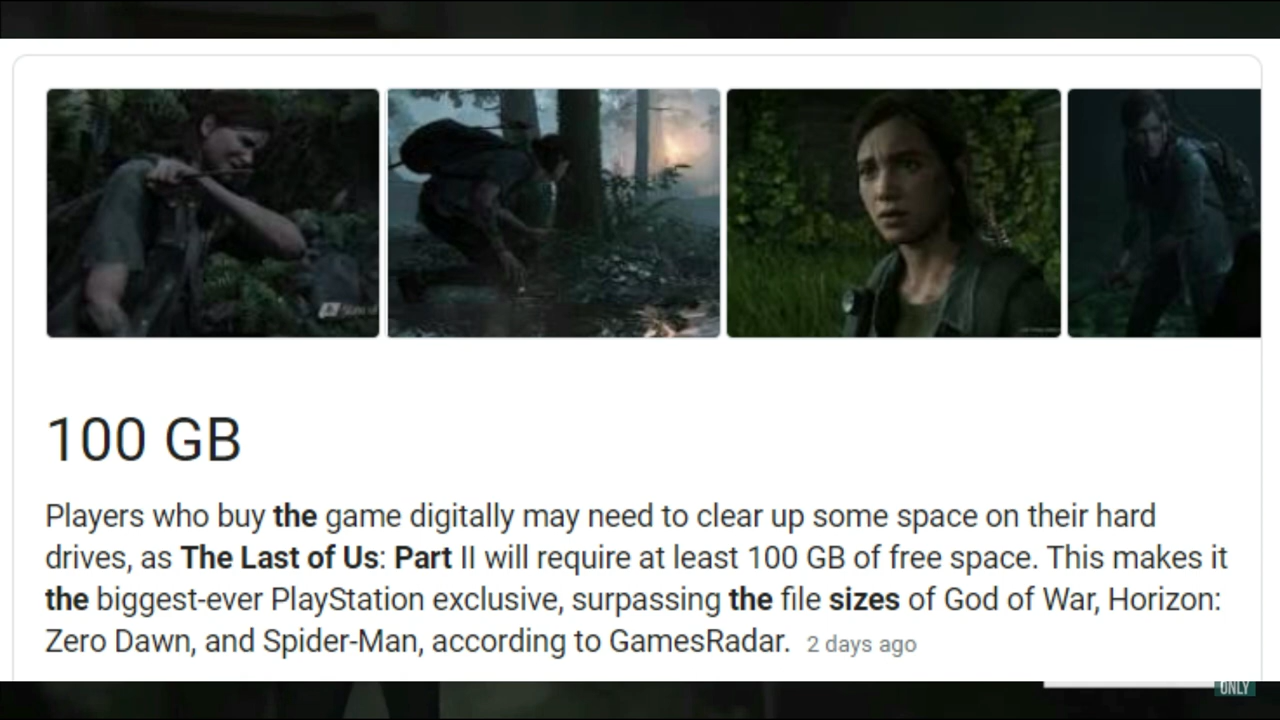 State of
100 GB
Players who buy the game digitally may need to clear up some space on their hard
drives, as The Last of Us: Part II will require at least 100 GB of free space. This makes it
the biggest-ever PlayStation exclusive, surpassing the file sizes of God of War, Horizon:
Zero Dawn, and Spider-Man, according to GamesRadar. 2 days ago
ONLY